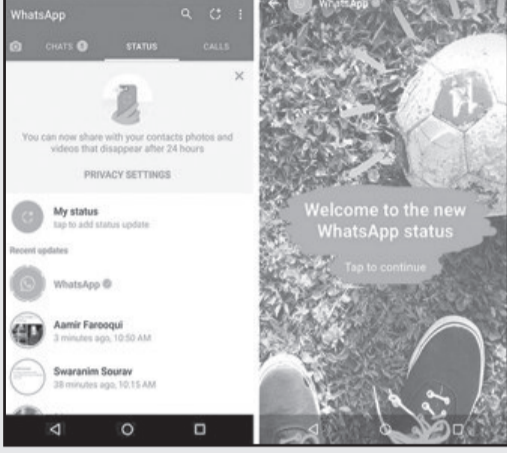 WhatsApp
CHATS 1 STATUS CALLS
You can now share with your contacts photos and
videos that disappear after 24 hours
PRIVACY SETTINGS
My status
tap to add status update
Recent updates
WhatsApp
Aamir Farooqui
3 minutes ago, 10:50 AM
Swaranim Sourav
38 minutes ago, 10:15 AM
WhatsApp
Welcome to the new
WhatsApp status
Tap to continue